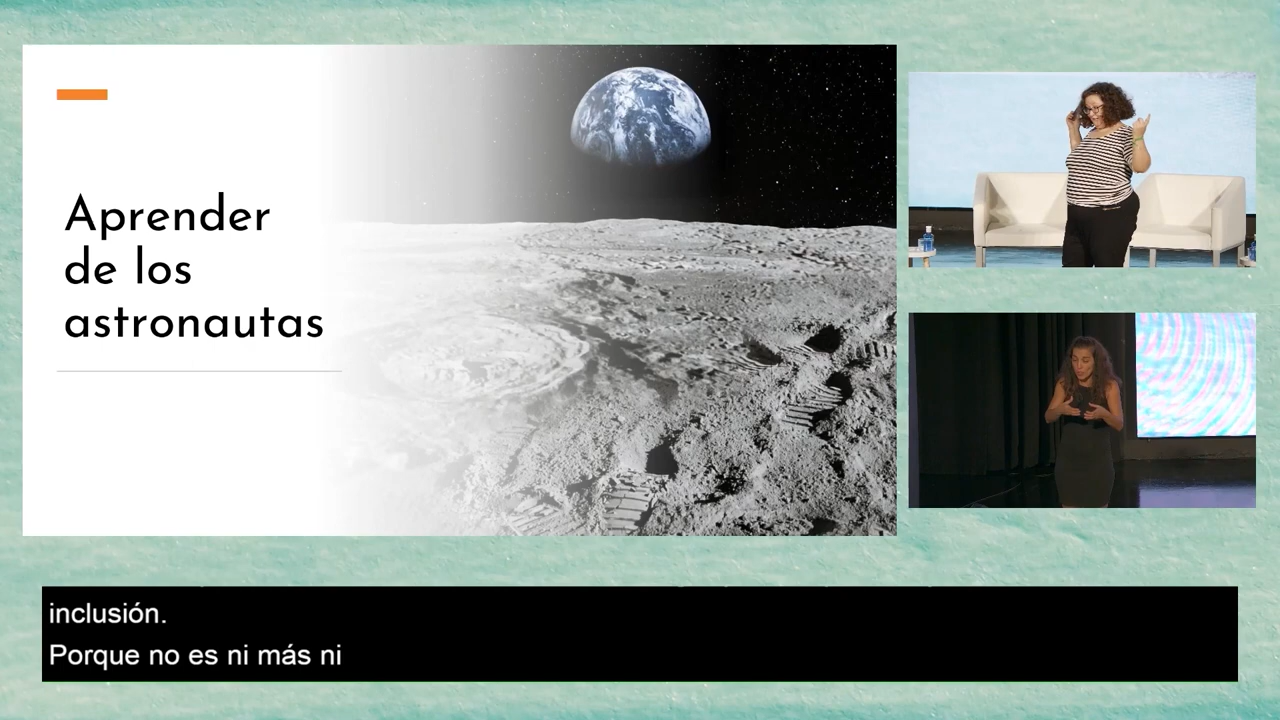 Aprender
de los
astronautas
inclusión.
Porque no es ni más ni